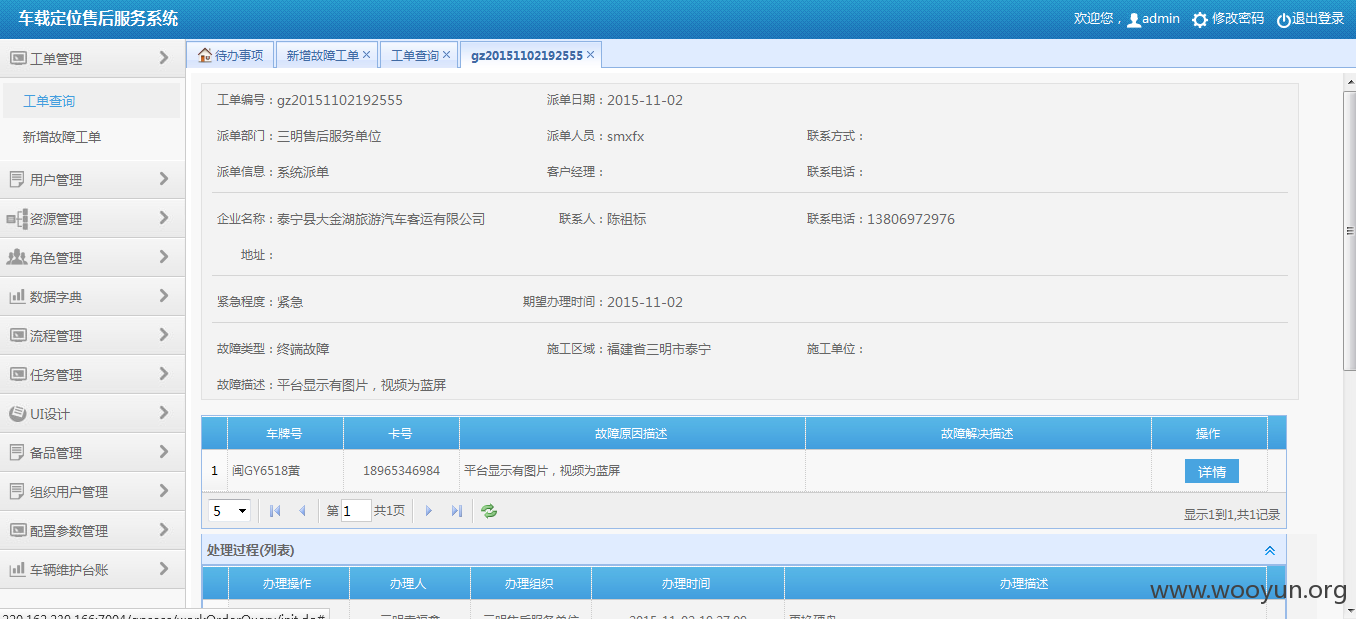 车载定位售后服务系统
欢迎您， admin 修改密码 退出登录
工单管理
工单查询
新增故障工单
用户管理
资源管理
角色管理
数据字典
流程管理
任务管理
UI设计
备品管理
组织用户管理
配置参数管理
车辆维护台账
待办事项 新增故障工单 工单查询 gz20151102192555
工单编号：gz20151102192555 派单日期：2015-11-02
派单部门：三明售后服务单位 派单人员：smxfx 联系方式：
派单信息：系统派单 客户经理： 联系电话：
企业名称：泰宁县大金湖旅游汽车客运有限公司 联系人：陈祖标 联系电话：13806972976
地址：
紧急程度：紧急 期望办理时间：2015-11-02
故障类型：终端故障 施工区域：福建省三明市泰宁 施工单位：
故障描述：平台显示有图片，视频为蓝屏
车牌号 卡号 故障原因描述 故障解决描述 操作
1 闽GY6518黄 18965346984 平台显示有图片，视频为蓝屏 详情
5 第 1 共1页 显示1到1,共1记录
处理过程(列表)
办理操作 办理人 办理组织 办理时间 办理描述
www.wooyun.org